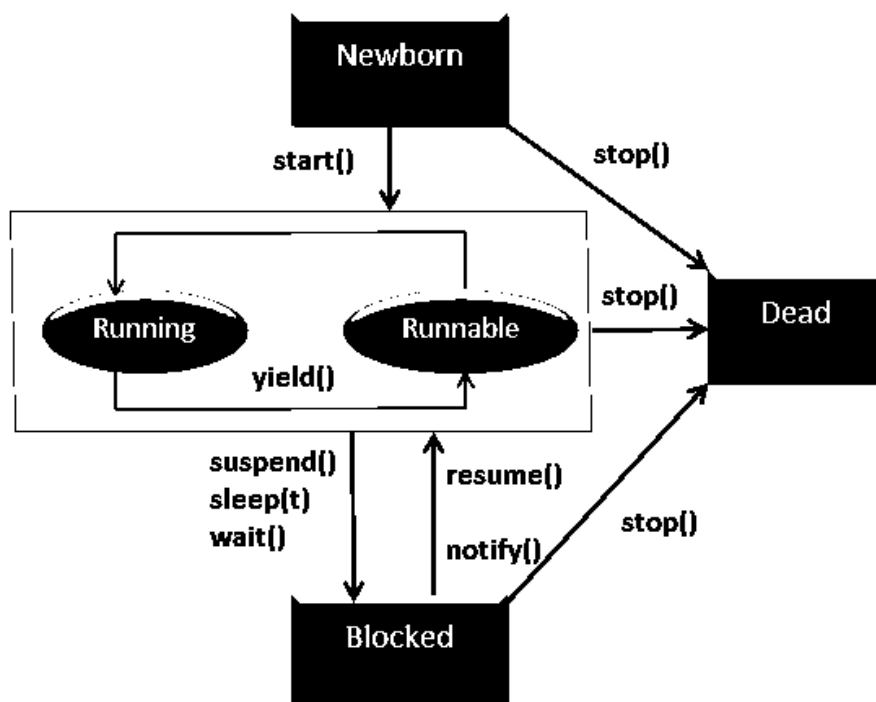 Newborn
start()
stop()
Running
Runnable
yield()
stop()
Dead
suspend()
sleep(t)
wait()
resume()
notify()
stop()
Blocked